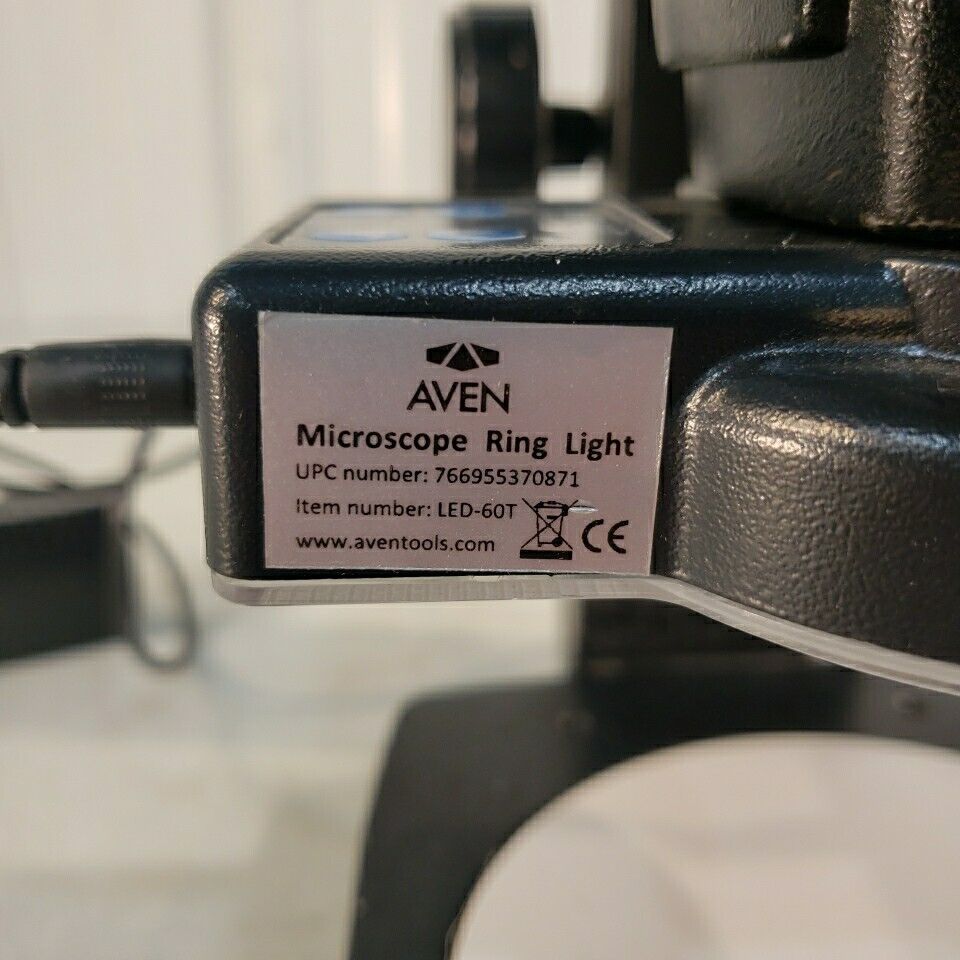 AVEN
Microscope Ring Light
UPC number: 766955370871
Item number: LED-60T
www.aventools.com
CE